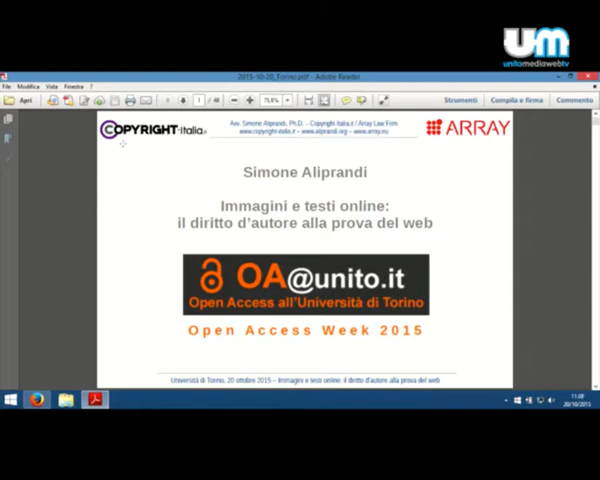 um
unitomediawebtv
2015-10-20_Torino.pdf - Adobe Reader
File Modifica Vista Finestra ?
Apri 1 / 48 75,8% Strumenti Compila e firma Commento
COPYRIGHT-italia.it
Avv. Simone Aliprandi, Ph.D. – Copyright-Italia.it / Array Law Firm
www.copyright-italia.it – www.aliprandi.org – www.array.eu
ARRAY
Simone Aliprandi
Immagini e testi online:
il diritto d'autore alla prova del web
OA@unito.it
Open Access all'Università di Torino
Open Access Week 2015
Università di Torino, 20 ottobre 2015 – Immagini e testi online: il diritto d'autore alla prova del web
20/10/2015